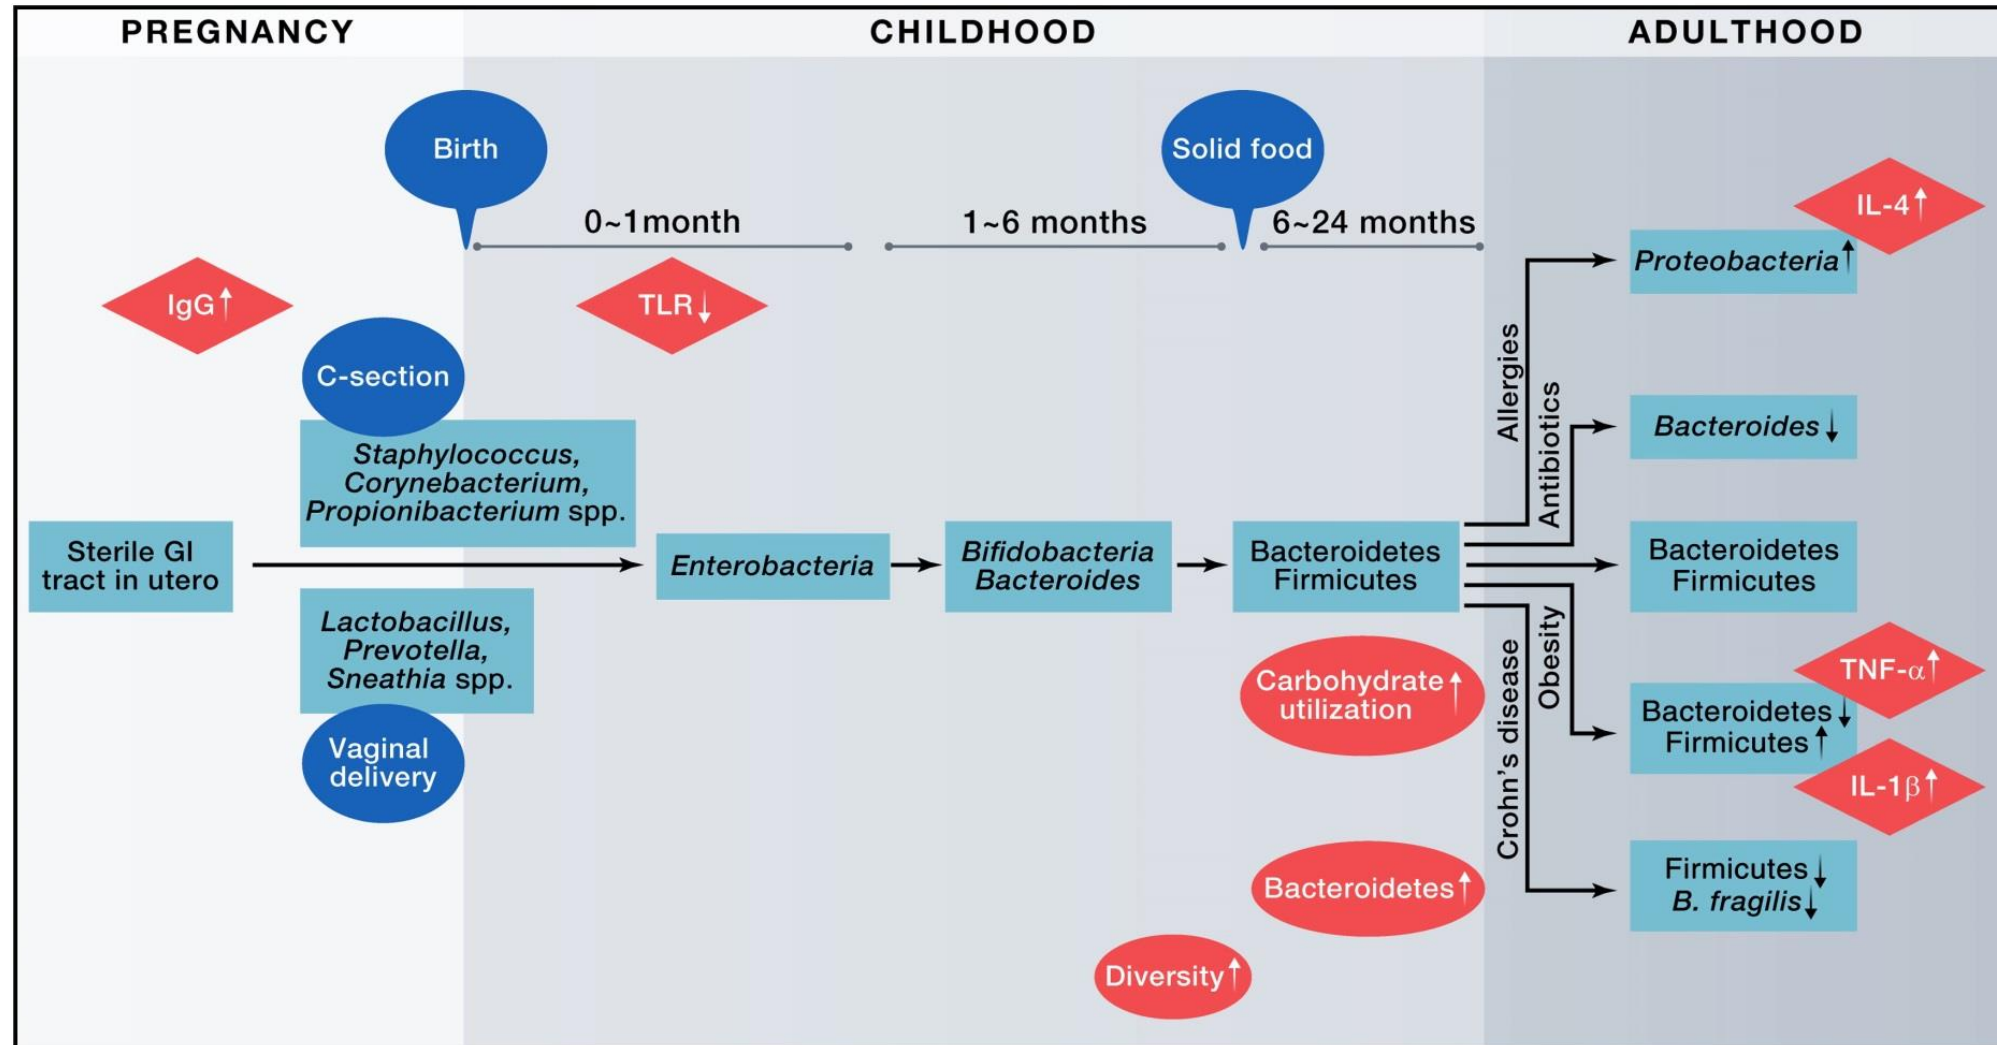 PREGNANCY
CHILDHOOD
ADULTHOOD
Birth
Solid food
0~1month
1~6 months
6~24 months
IgG↑
TLR↓
IL-4↑
Proteobacteria↑
C-section
Staphylococcus,
Corynebacterium,
Propionibacterium spp.
Allergies
Antibiotics
Bacteroides↓
Sterile GI
tract in utero
Enterobacteria
Bifidobacteria
Bacteroides
Bacteroidetes
Firmicutes
Bacteroidetes
Firmicutes
Lactobacillus,
Prevotella,
Sneathia spp.
Vaginal
delivery
Carbohydrate↑
utilization
Crohn's disease
Obesity
TNF-α↑
Bacteroidetes↓
Firmicutes↑
IL-1β↑
Bacteroidetes↑
Firmicutes↓
B. fragilis↓
Diversity↑